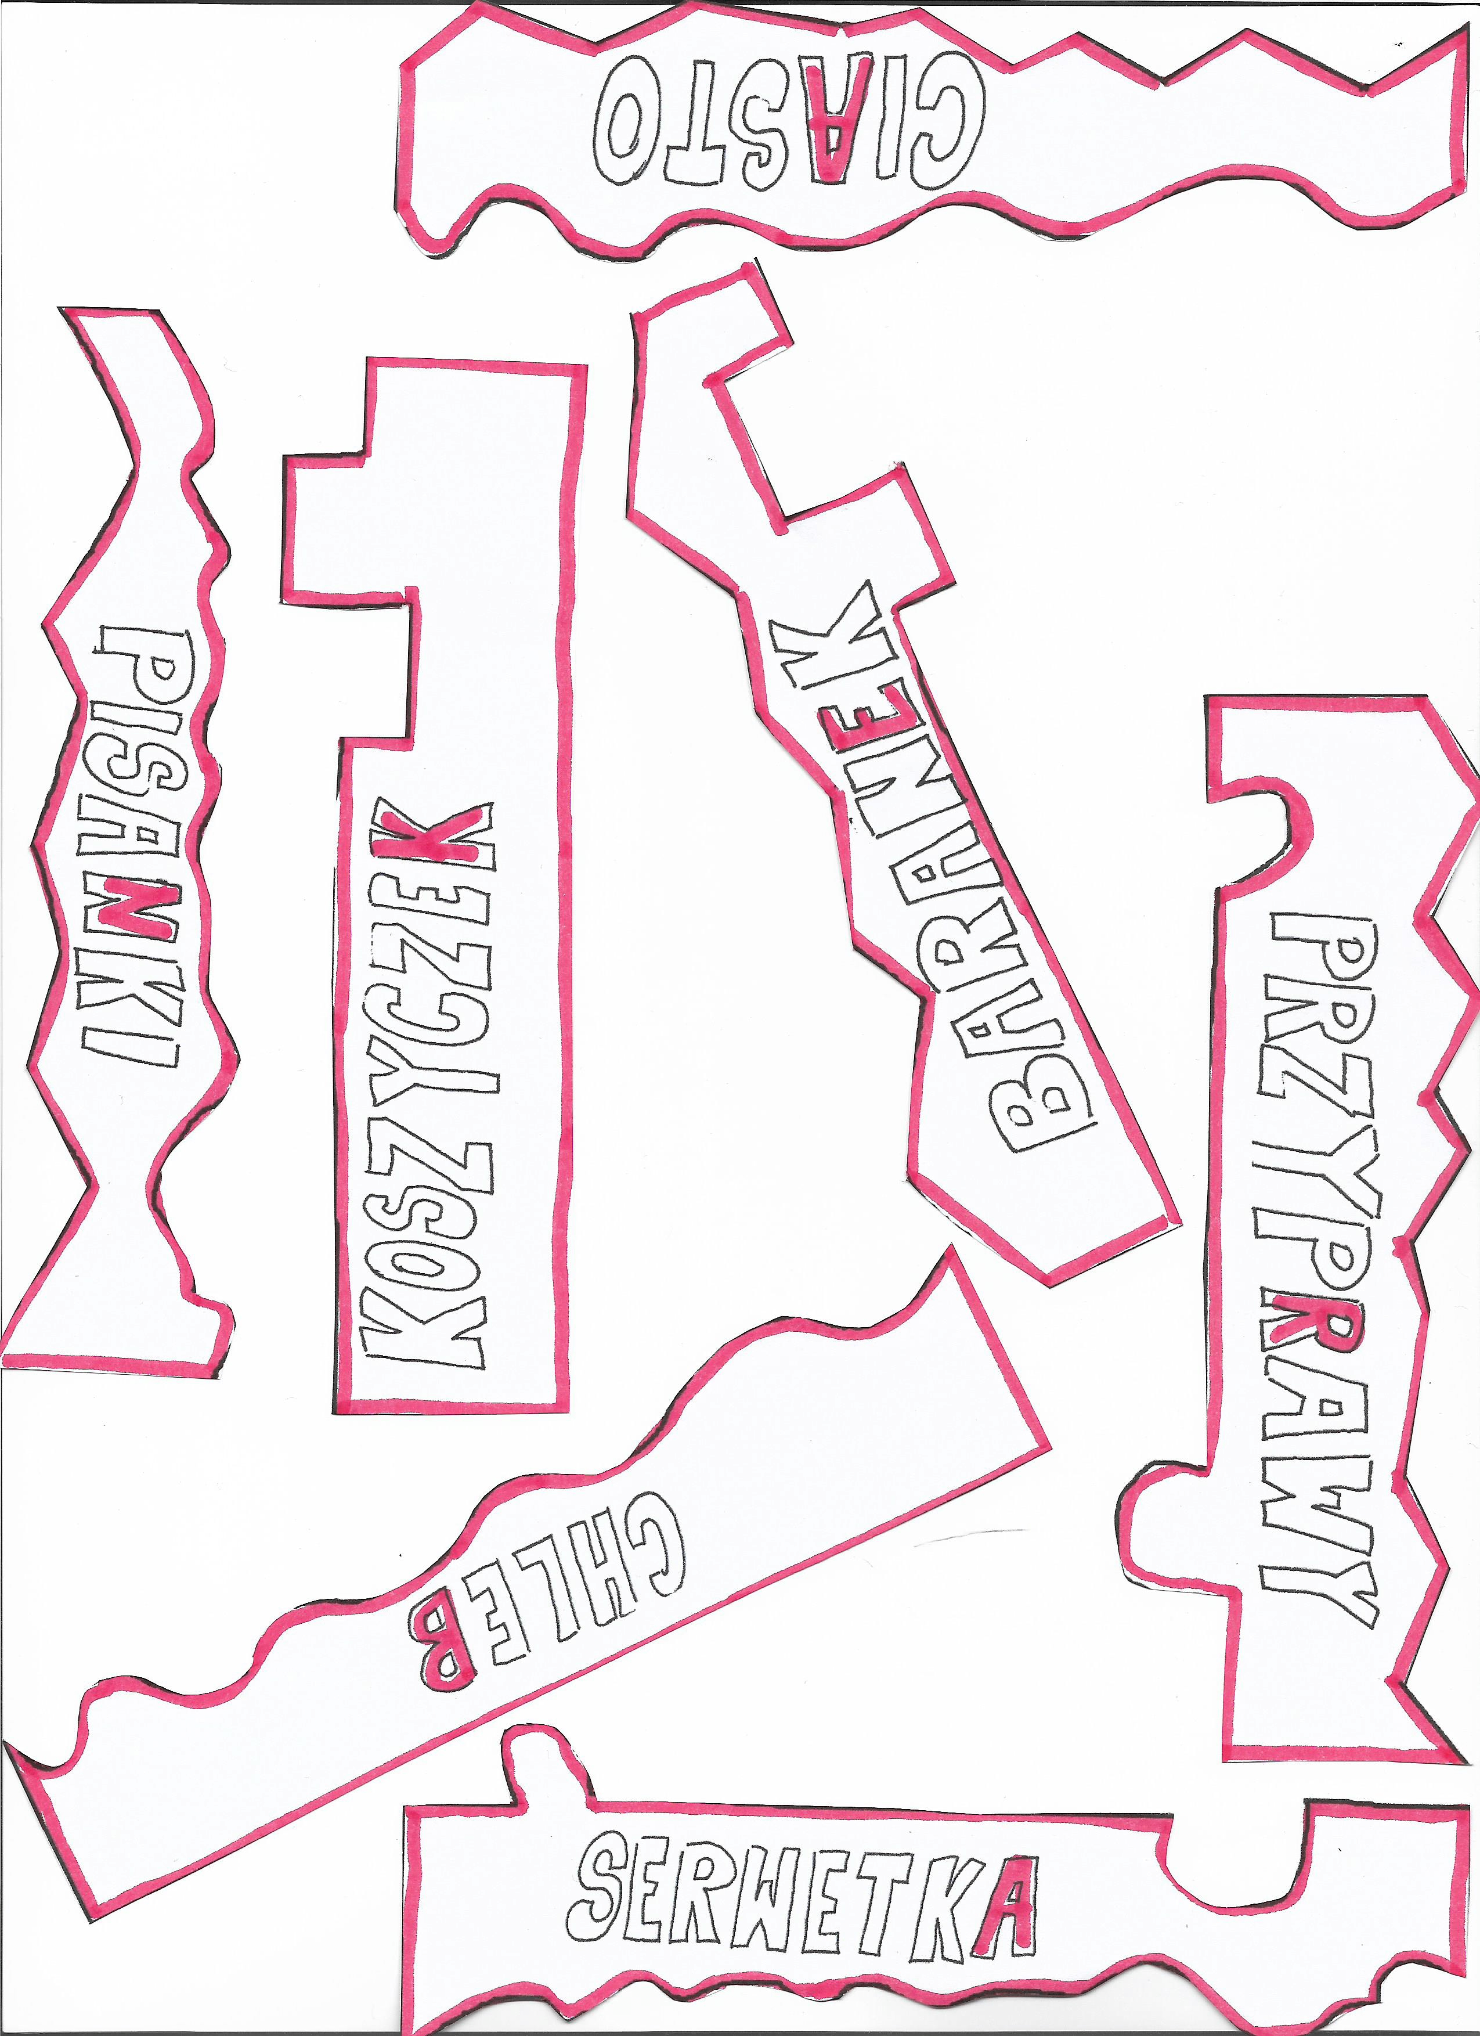 CIASTO
PISANKI
KOSZYCZEK
BARANEK
PRZYPRAWY
CHLEB
SERWETKA